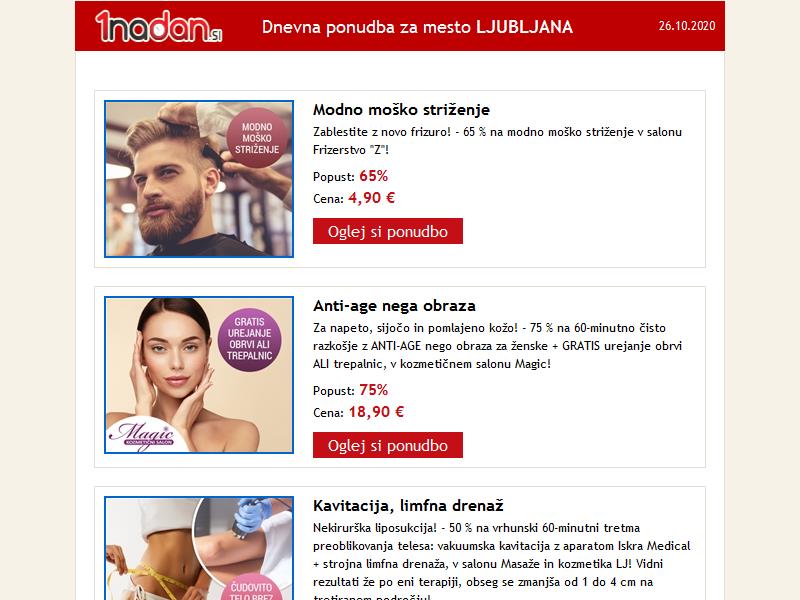 1nadan.si
Dnevna ponudba za mesto LJUBLJANA
26.10.2020
MODNO
MOŠKO
STRIŽENJE
Modno moško striženje
Zablestite z novo frizuro! - 65 % na modno moško striženje v salonu
Frizerstvo "Z"!
Popust: 65%
Cena: 4,90 €
Oglej si ponudbo
GRATIS
UREJANJE
OBRVI ALI
TREPALNIC
Magic
KOZMETIČNI SALON
Anti-age nega obraza
Za napeto, sijočo in pomlajeno kožo! - 75 % na 60-minutno čisto
razkošje z ANTI-AGE nego obraza za ženske + GRATIS urejanje obrvi
ALI trepalnic, v kozmetičnem salonu Magic!
Popust: 75%
Cena: 18,90 €
Oglej si ponudbo
ČUDOVITO
TELO BREZ
Kavitacija, limfna drenaž
Nekirurška liposukcija! - 50 % na vrhunski 60-minutni tretma
preoblikovanja telesa: vakuumska kavitacija z aparatom Iskra Medical
+ strojna limfna drenaža, v salonu Masaže in kozmetika LJ! Vidni
rezultati že po eni terapiji, obseg se zmanjša od 1 do 4 cm na
tretiranem področju!